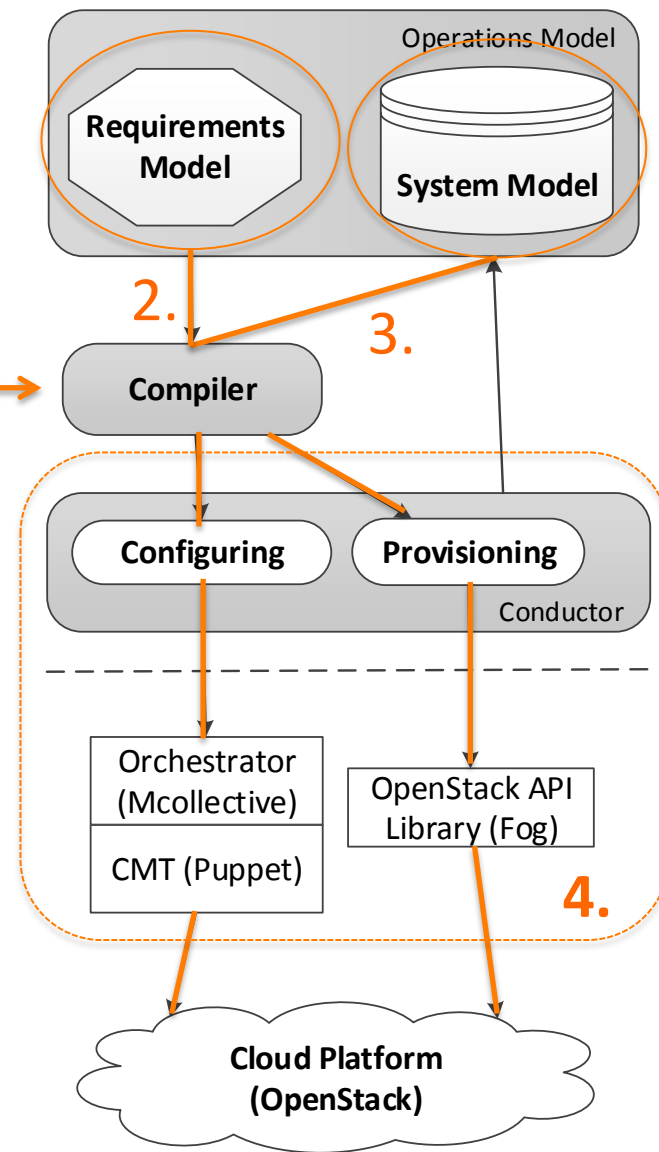 Operations Model
Requirements
Model
System Model
2.
3.
Compiler
Configuring
Provisioning
Conductor
Orchestrator
(Mcollective)
CMT (Puppet)
OpenStack API
Library (Fog)
4.
Cloud Platform
(OpenStack)